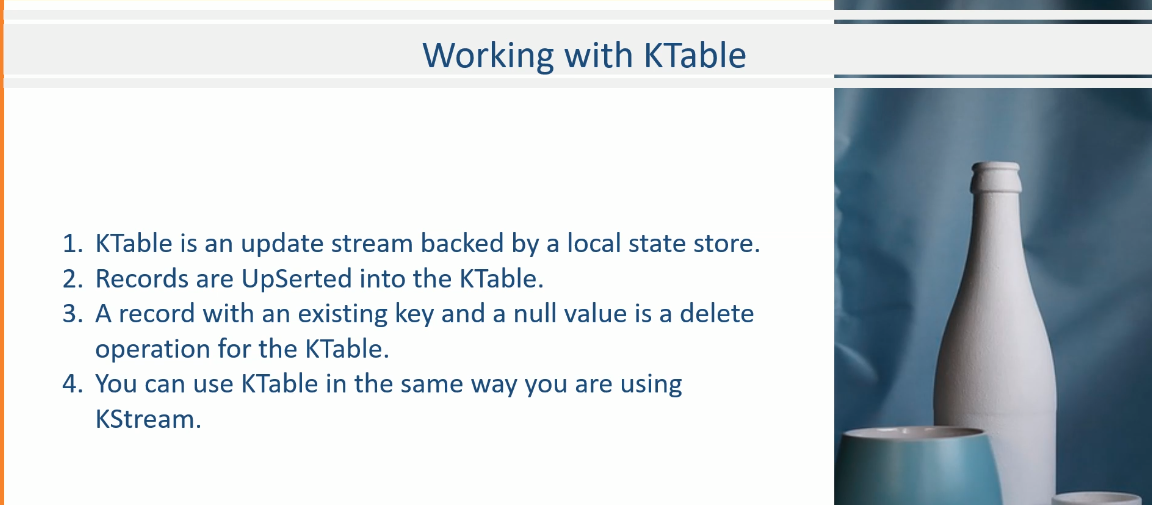 Working with KTable
1. KTable is an update stream backed by a local state store.
2. Records are UpSerted into the KTable.
3. A record with an existing key and a null value is a delete
operation for the KTable.
4. You can use KTable in the same way you are using
KStream.